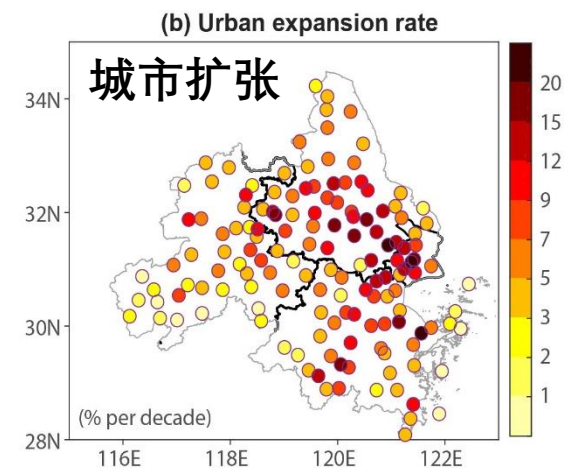 (b) Urban expansion rate
城市扩张
34N
32N
30N
28N
(% per decade)
116E 118E 120E 122E
20
15
12
9
7
5
3
2
1